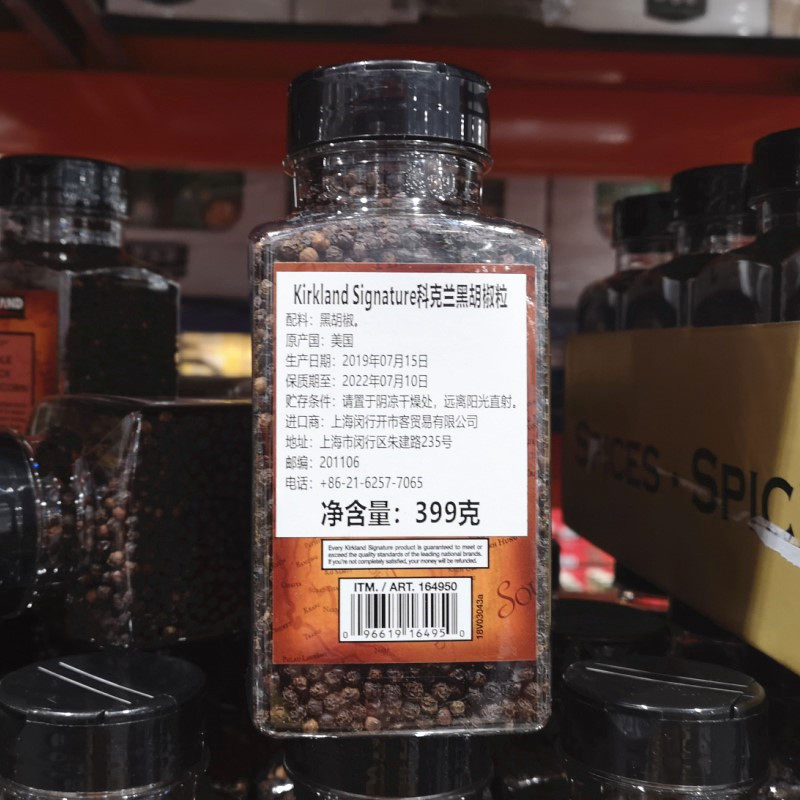 Kirkland Signature科克兰黑胡椒粒
配料：黑胡椒。
原产国：美国
生产日期：2019年07月15日
保质期至：2022年07月10日
贮存条件：请置于阴凉干燥处，远离阳光直射。
进口商：上海闵行开市客贸易有限公司
地址：上海市闵行区朱建路235号
邮编：201106
电话：+86-21-6257-7065
净含量：399克
Every Kirkland Signature product is guaranteed to meet or
exceed the quality standards of the leading national brands.
If you're not completely satisfied, your money will be refunded.
ITM. / ART. 164950
0 96619 16495 0
18V03043a
SPICES · SPIC